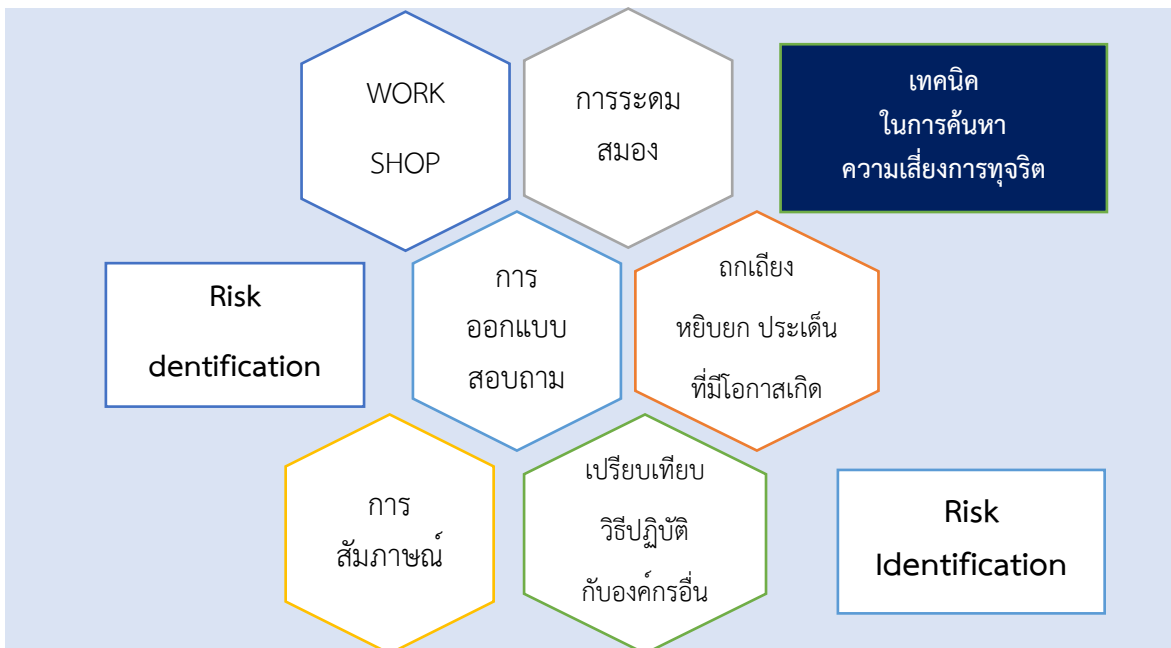 WORK
SHOP
การระดม
สมอง
เทคนิค
ในการค้นหา
ความเสี่ยงการทุจริต
Risk
dentification
การ
ออกแบบ
สอบถาม
ถกเถียง
หยิบยก ประเด็น
ที่มีโอกาสเกิด
การ
สัมภาษณ์
เปรียบเทียบ
วิธีปฏิบัติ
กับองค์กรอื่น
Risk
Identification